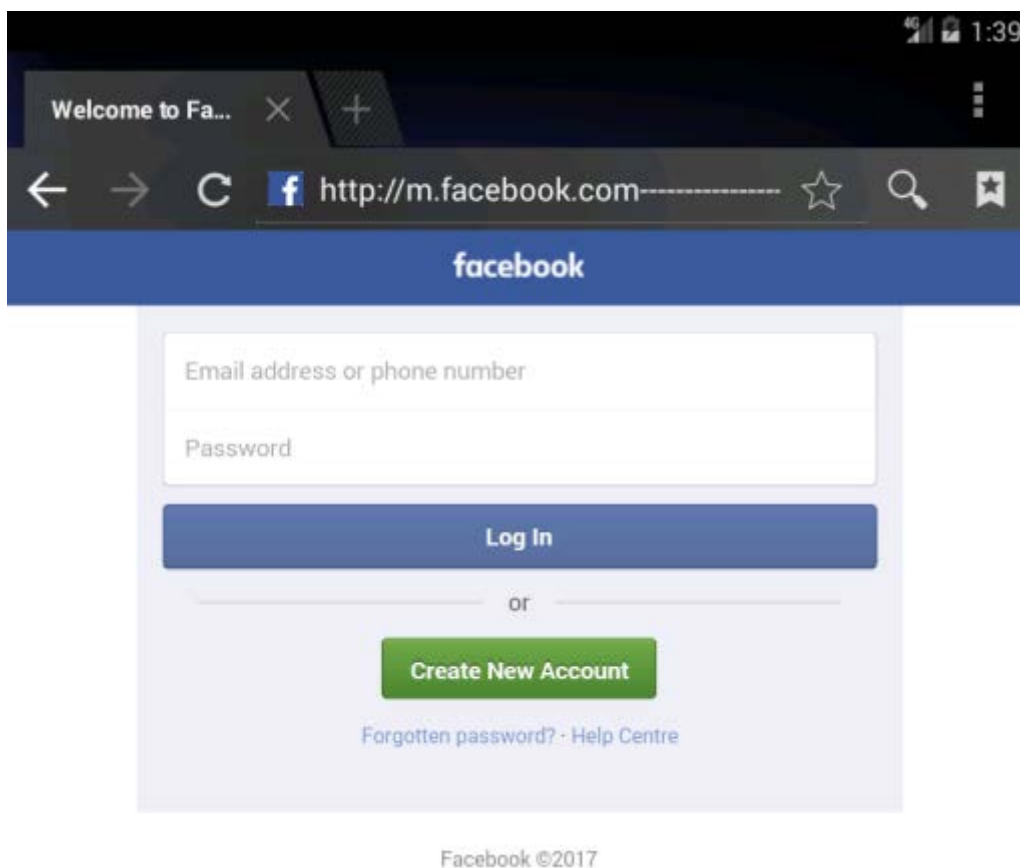 4G 1:39
Welcome to Fa...
http://m.facebook.com----------------
facebook
Email address or phone number
Password
Log In
or
Create New Account
Forgotten password? · Help Centre
Facebook ©2017